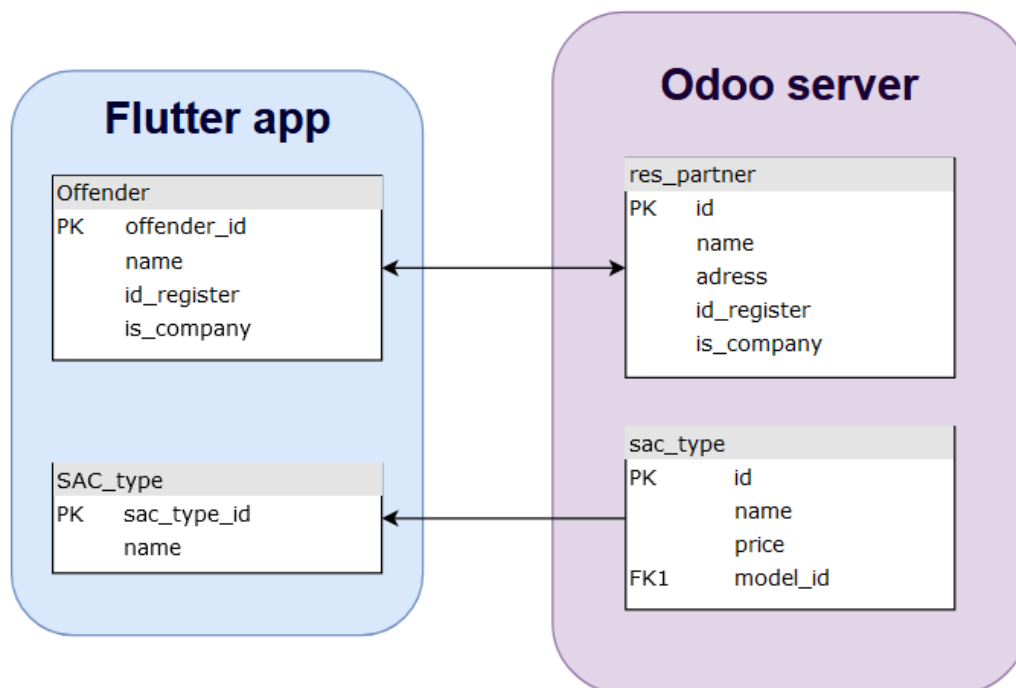 Flutter app
Offender
PK offender_id
name
id_register
is_company
SAC_type
PK sac_type_id
name
Odoo server
res_partner
PK id
name
adress
id_register
is_company
sac_type
PK id
name
price
FK1 model_id